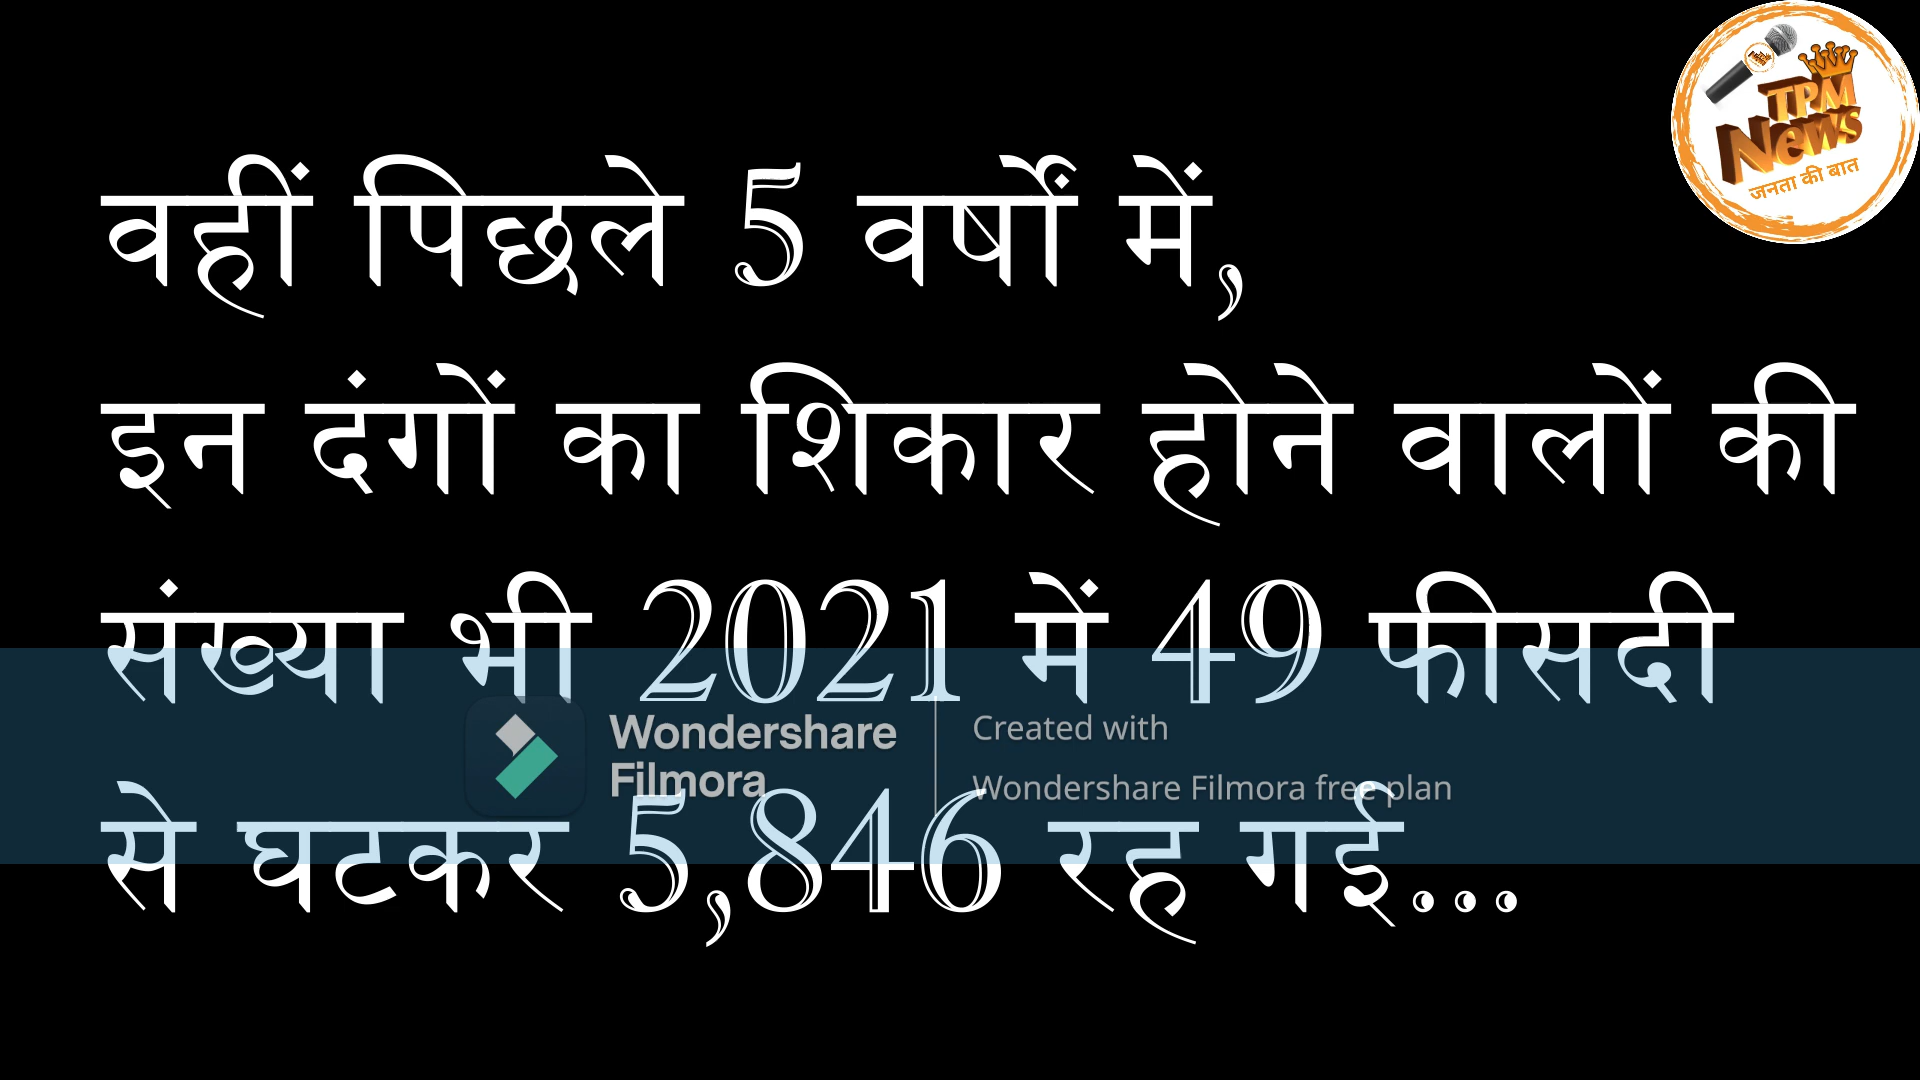 TPM
News
जनता की बात
वहीं पिछले 5 वर्षों में,
इन दंगों का शिकार होने वालों की
संख्या भी 2021 में 49 फीसदी
Wondershare
Filmora
Created with
Wondershare Filmora free plan
से घटकर 5,846 रह गई...